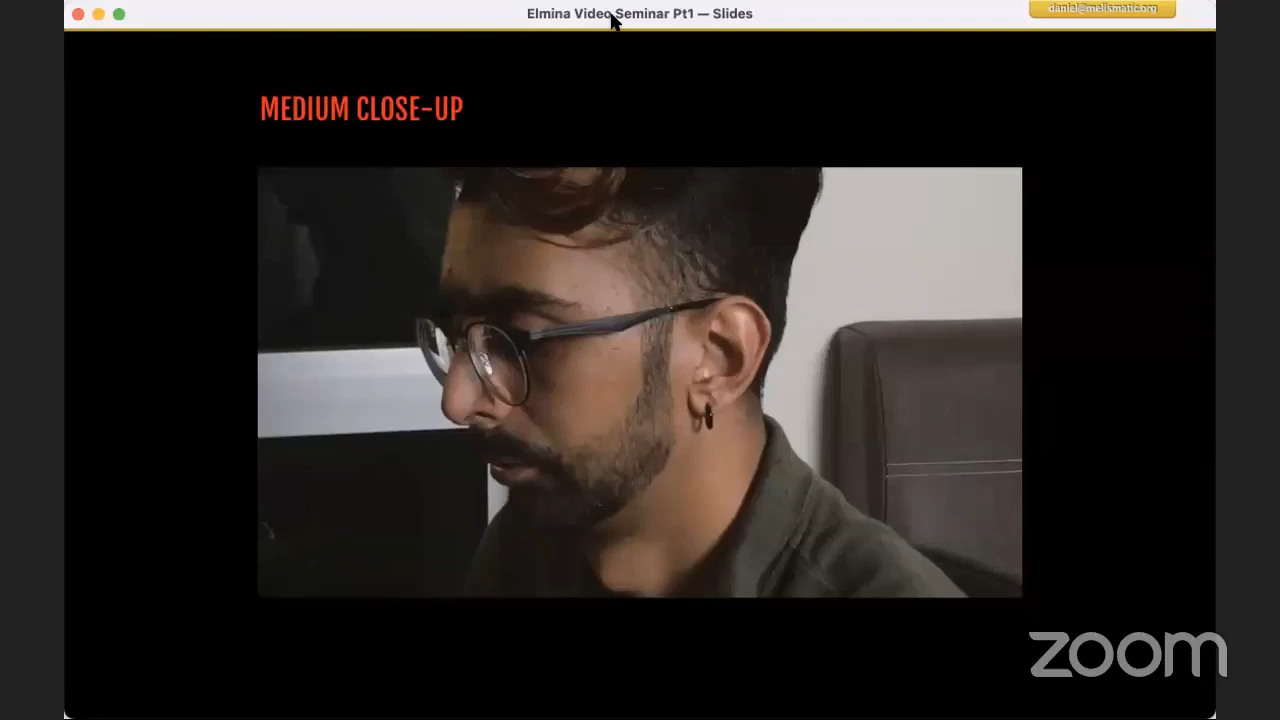 Elmina Video Seminar Pt1 — Slides
daniel@melismatic.org
MEDIUM CLOSE-UP
zoom